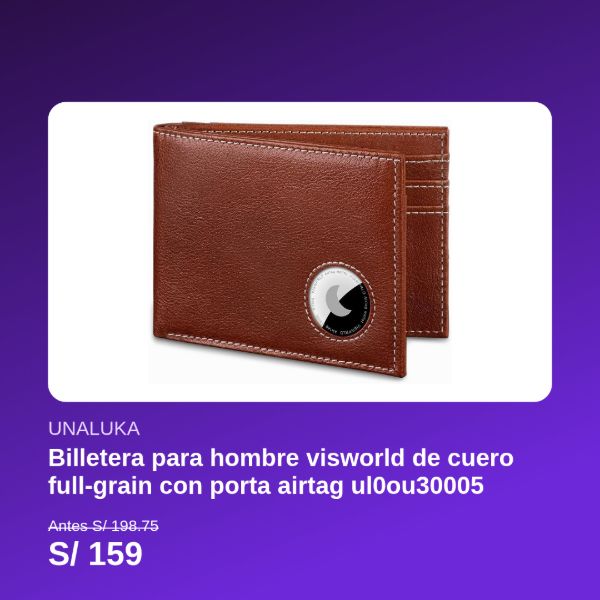 UNALUKA
Billetera para hombre visworld de cuero
full-grain con porta airtag ul0ou30005
Antes S/ 198.75
S/ 159